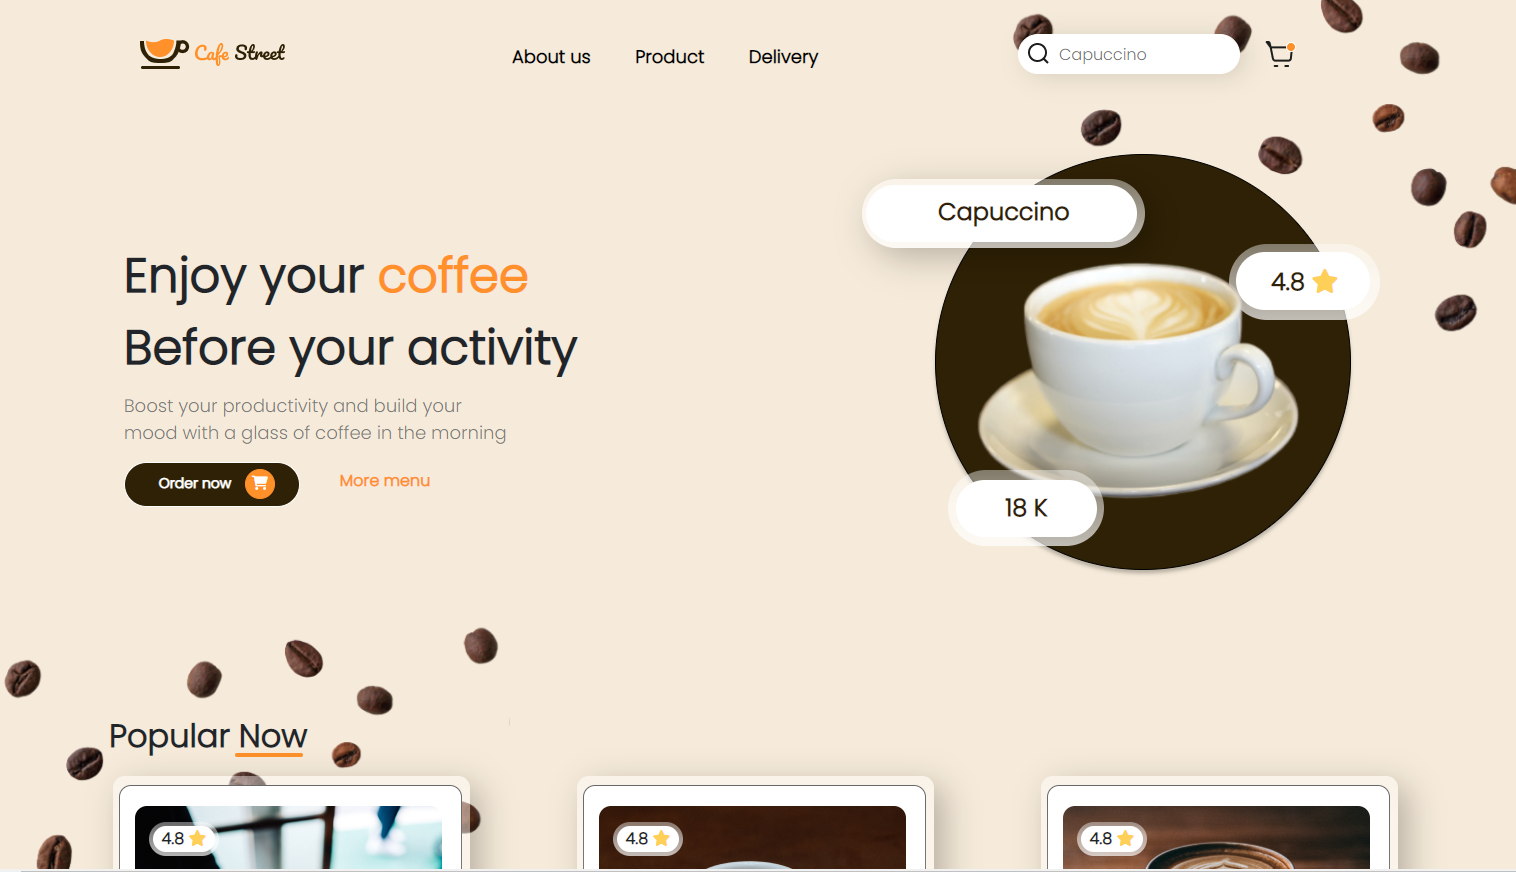 Cafe Street
About us Product Delivery
Capuccino
Capuccino
4.8
Enjoy your coffee
Before your activity
Boost your productivity and build your
mood with a glass of coffee in the morning
Order now More menu
18 K
Popular Now
4.8 4.8 4.8